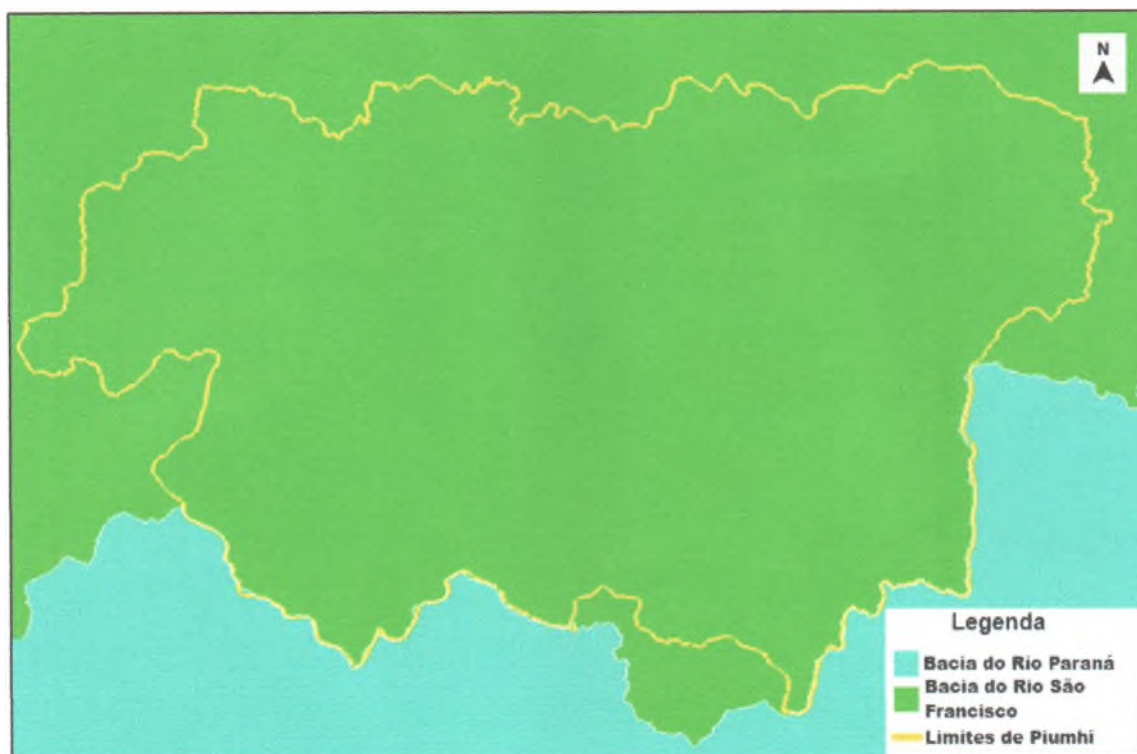 N
Legenda
Bacia do Rio Paraná
Bacia do Rio São
Francisco
Limites de Piumhi